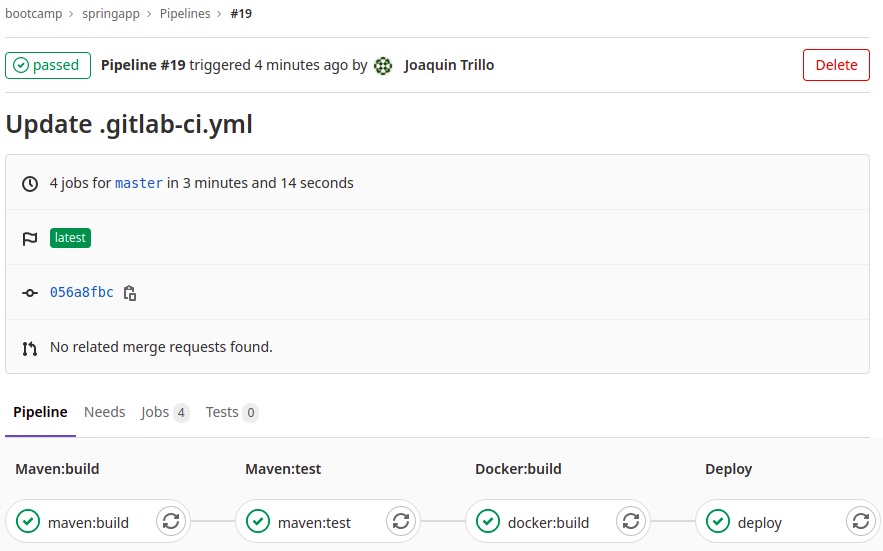 bootcamp > springapp > Pipelines > #19
passed Pipeline #19 triggered 4 minutes ago by Joaquin Trillo Delete
Update .gitlab-ci.yml
4 jobs for master in 3 minutes and 14 seconds
latest
056a8fbc
No related merge requests found.
Pipeline Needs Jobs 4 Tests 0
Maven:build Maven:test Docker:build Deploy
maven:build maven:test docker:build deploy